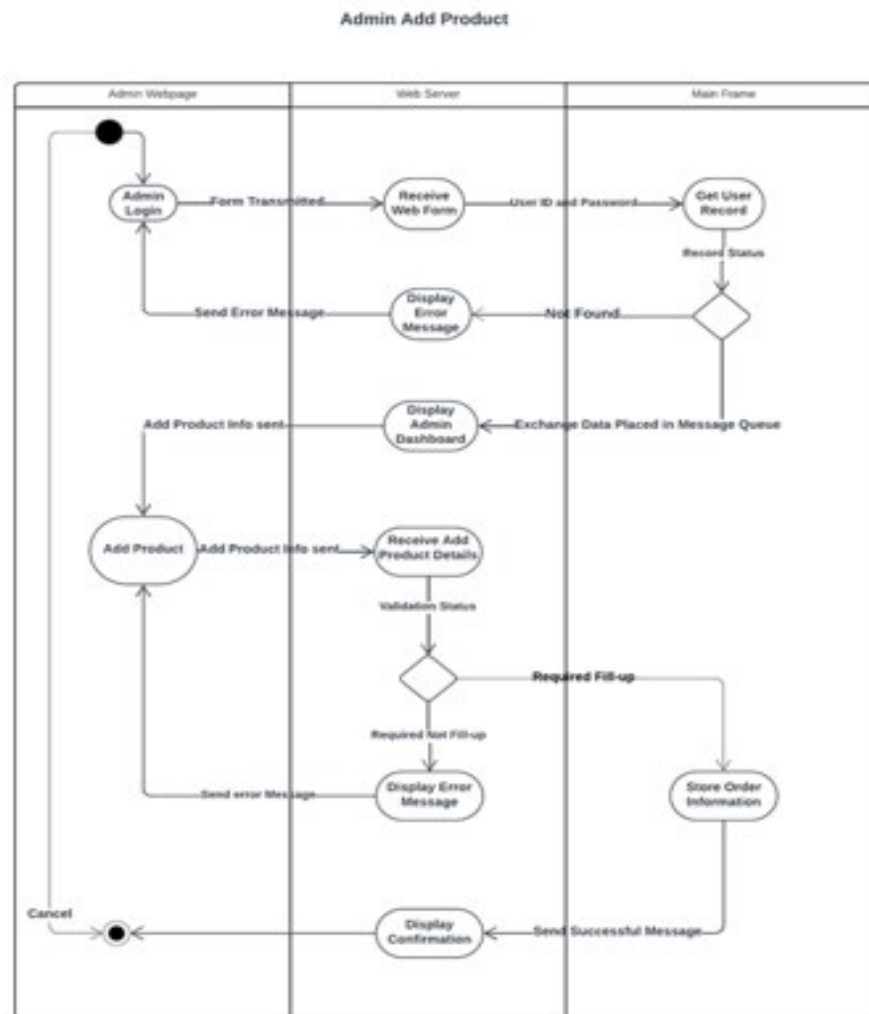 Admin Add Product
Admin Webpage
Web Server
Main Frame
Admin
Login
Form Transmitted
Receive
Web Form
User ID and Password
Get User
Record
Record Status
Send Error Message
Display
Error
Message
Not Found
Add Product Info sent
Display
Admin
Dashboard
Exchange Data Placed in Message Queue
Add Product
Add Product Info sent
Receive Add
Product Details
Validation Status
Required Fill-up
Required Not Fill-up
Send error Message
Display Error
Message
Store Order
Information
Cancel
Display
Confirmation
Send Successful Message